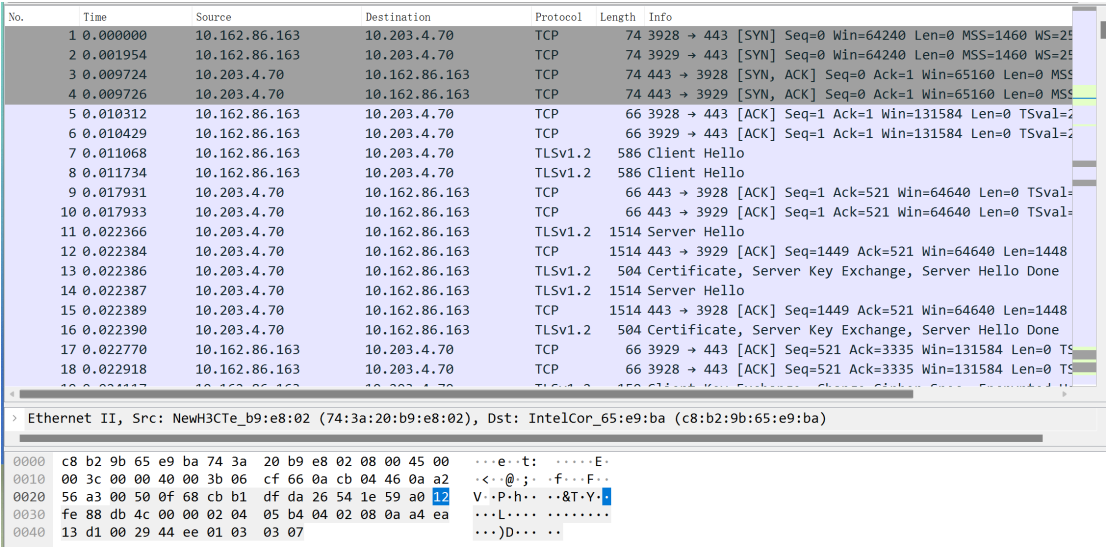 No. Time Source Destination Protocol Length Info
1 0.000000 10.162.86.163 10.203.4.70 TCP 74 3928 → 443 [SYN] Seq=0 Win=64240 Len=0 MSS=1460 WS=25
2 0.001954 10.162.86.163 10.203.4.70 TCP 74 3929 → 443 [SYN] Seq=0 Win=64240 Len=0 MSS=1460 WS=25
3 0.009724 10.203.4.70 10.162.86.163 TCP 74 443 → 3928 [SYN, ACK] Seq=0 Ack=1 Win=65160 Len=0 MSS
4 0.009726 10.203.4.70 10.162.86.163 TCP 74 443 → 3929 [SYN, ACK] Seq=0 Ack=1 Win=65160 Len=0 MSS
5 0.010312 10.162.86.163 10.203.4.70 TCP 66 3928 → 443 [ACK] Seq=1 Ack=1 Win=131584 Len=0 TSval=2
6 0.010429 10.162.86.163 10.203.4.70 TCP 66 3929 → 443 [ACK] Seq=1 Ack=1 Win=131584 Len=0 TSval=2
7 0.011068 10.162.86.163 10.203.4.70 TLSv1.2 586 Client Hello
8 0.011734 10.162.86.163 10.203.4.70 TLSv1.2 586 Client Hello
9 0.017931 10.203.4.70 10.162.86.163 TCP 66 443 → 3928 [ACK] Seq=1 Ack=521 Win=64640 Len=0 TSval=
10 0.017933 10.203.4.70 10.162.86.163 TCP 66 443 → 3929 [ACK] Seq=1 Ack=521 Win=64640 Len=0 TSval=
11 0.022366 10.203.4.70 10.162.86.163 TLSv1.2 1514 Server Hello
12 0.022384 10.203.4.70 10.162.86.163 TCP 1514 443 → 3929 [ACK] Seq=1449 Ack=521 Win=64640 Len=1448
13 0.022386 10.203.4.70 10.162.86.163 TLSv1.2 504 Certificate, Server Key Exchange, Server Hello Done
14 0.022387 10.203.4.70 10.162.86.163 TLSv1.2 1514 Server Hello
15 0.022389 10.203.4.70 10.162.86.163 TCP 1514 443 → 3928 [ACK] Seq=1449 Ack=521 Win=64640 Len=1448
16 0.022390 10.203.4.70 10.162.86.163 TLSv1.2 504 Certificate, Server Key Exchange, Server Hello Done
17 0.022770 10.162.86.163 10.203.4.70 TCP 66 3929 → 443 [ACK] Seq=521 Ack=3335 Win=131584 Len=0 TS
18 0.022918 10.162.86.163 10.203.4.70 TCP 66 3928 → 443 [ACK] Seq=521 Ack=3335 Win=131584 Len=0 TS
Ethernet II, Src: NewH3CTe_b9:e8:02 (74:3a:20:b9:e8:02), Dst: IntelCor_65:e9:ba (c8:b2:9b:65:e9:ba)
0000 c8 b2 9b 65 e9 ba 74 3a 20 b9 e8 02 08 00 45 00 ···e··t: ·····E·
0010 00 3c 00 00 40 00 3b 06 cf 66 0a cb 04 46 0a a2 ·<··@·;· ·f···F··
0020 56 a3 00 50 0f 68 cb b1 df da 26 54 1e 59 a0 12 V··P·h·· ··&T·Y··
0030 fe 88 db 4c 00 00 02 04 05 b4 04 02 08 0a a4 ea ···L···· ········
0040 13 d1 00 29 44 ee 01 03 03 07 ···)D··· ··